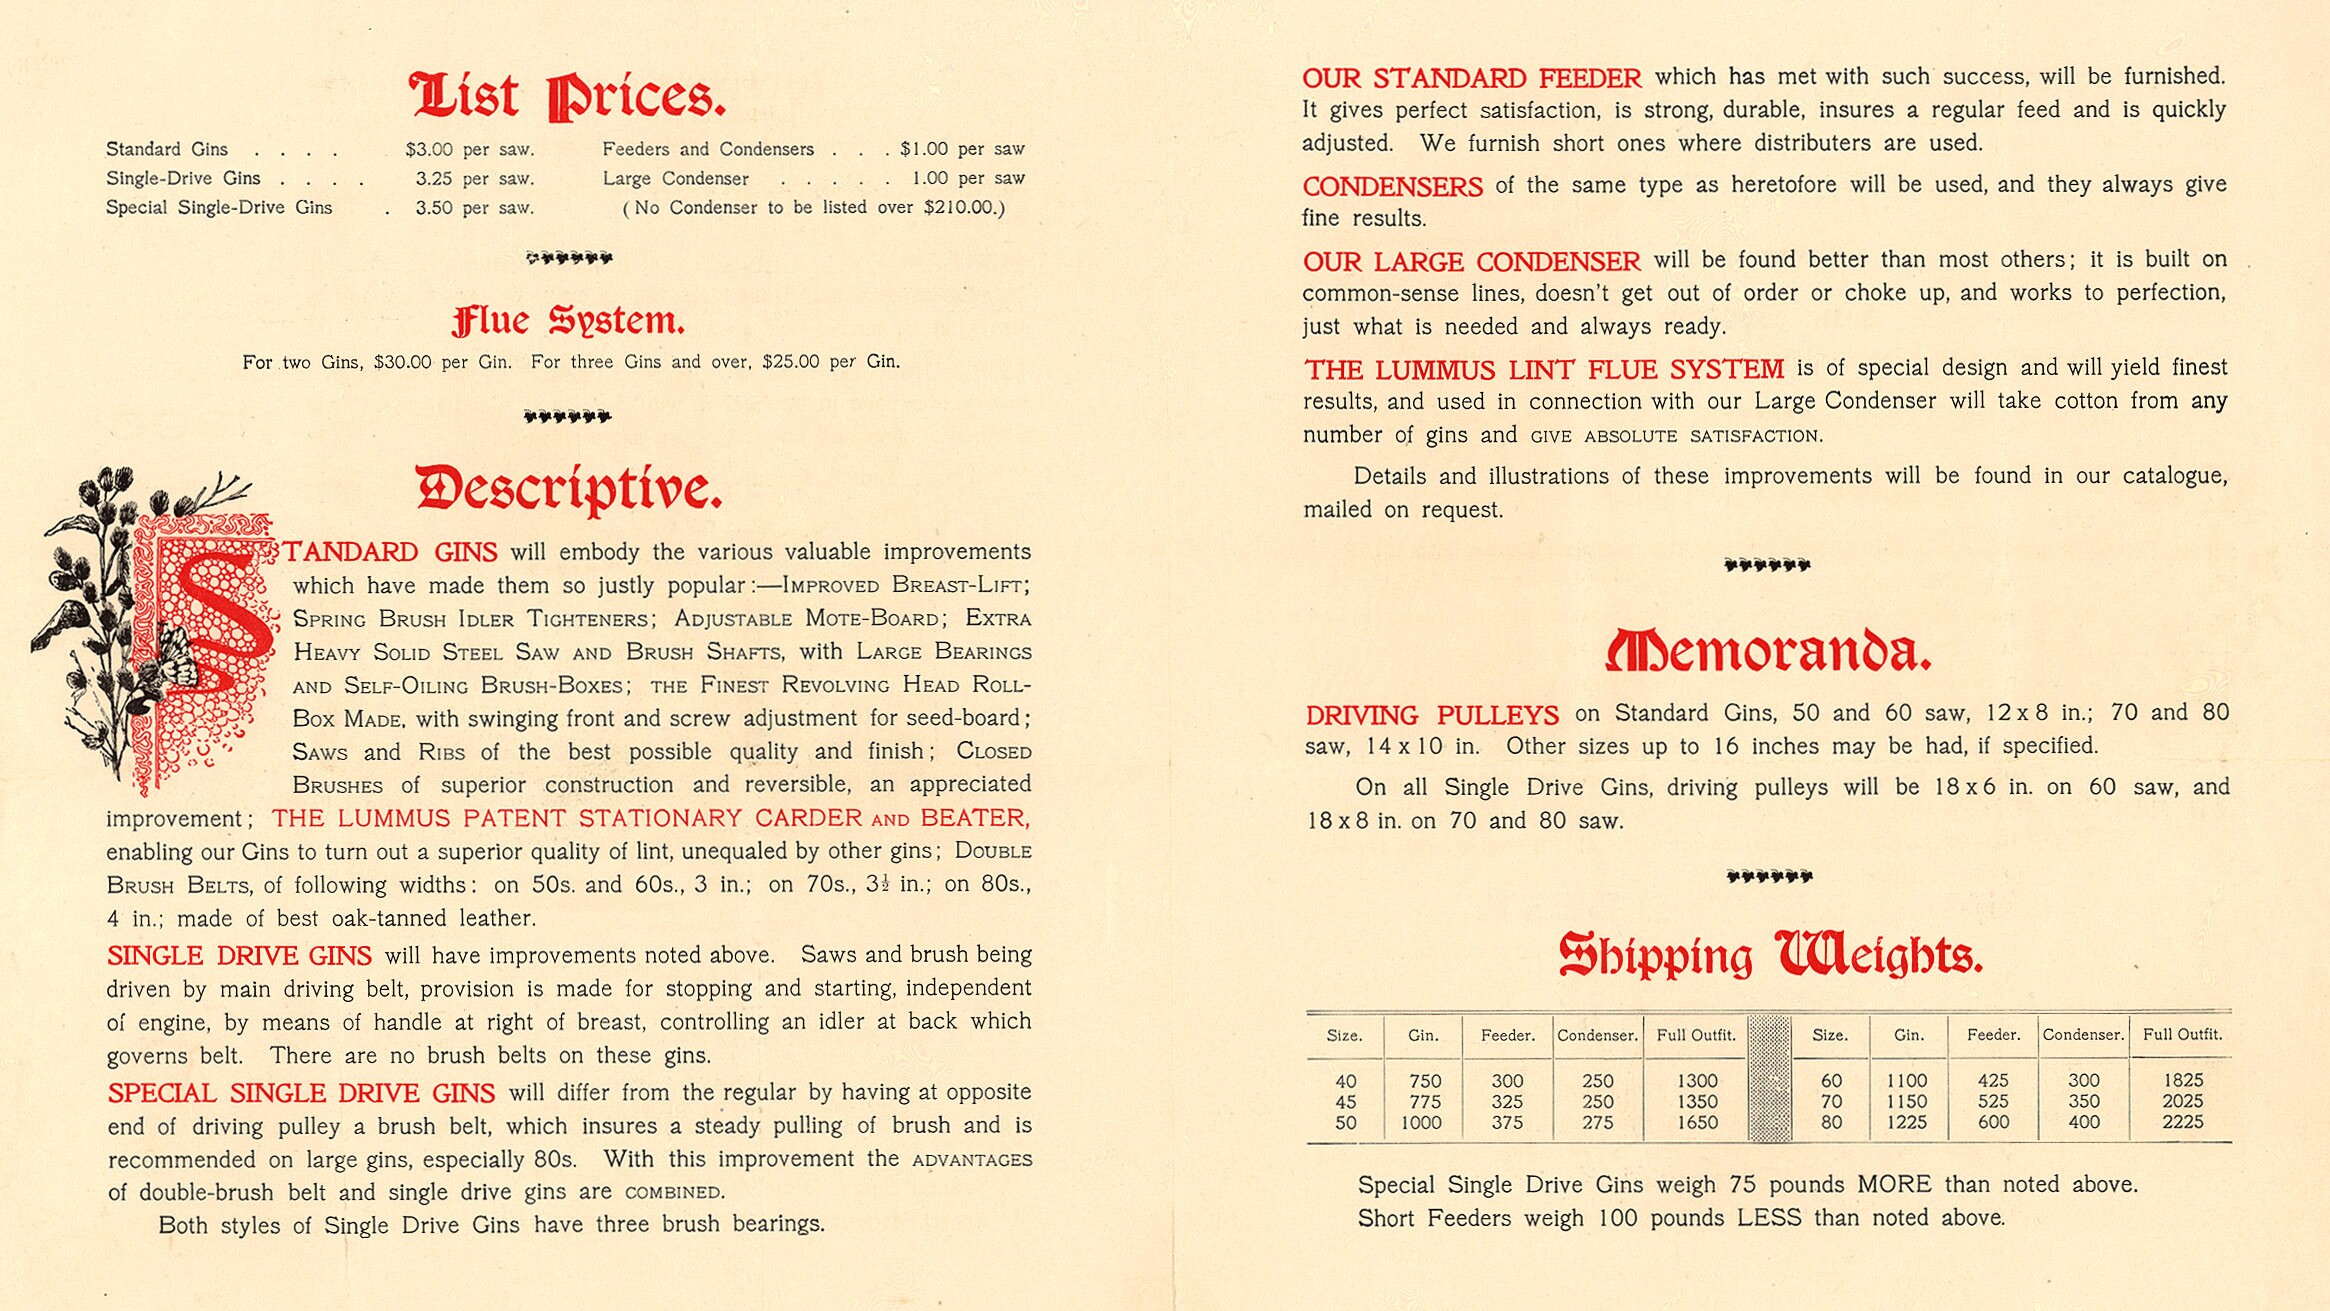 List Prices.
Standard Gins . . . . $3.00 per saw.
Single-Drive Gins . . . . 3.25 per saw.
Special Single-Drive Gins . 3.50 per saw.
Feeders and Condensers . . . $1.00 per saw
Large Condenser . . . . . 1.00 per saw
(No Condenser to be listed over $210.00.)
Flue System.
For two Gins, $30.00 per Gin. For three Gins and over, $25.00 per Gin.
Descriptive.
STANDARD GINS will embody the various valuable improvements
which have made them so justly popular:—IMPROVED BREAST-LIFT;
SPRING BRUSH IDLER TIGHTENERS; ADJUSTABLE MOTE-BOARD; EXTRA
HEAVY SOLID STEEL SAW AND BRUSH SHAFTS, with LARGE BEARINGS
AND SELF-OILING BRUSH-BOXES; THE FINEST REVOLVING HEAD ROLL-
BOX MADE, with swinging front and screw adjustment for seed-board;
SAWS and RIBS of the best possible quality and finish; CLOSED
BRUSHES of superior construction and reversible, an appreciated
improvement; THE LUMMUS PATENT STATIONARY CARDER AND BEATER,
enabling our Gins to turn out a superior quality of lint, unequaled by other gins; DOUBLE
BRUSH BELTS, of following widths: on 50s. and 60s., 3 in.; on 70s., 3½ in.; on 80s.,
4 in.; made of best oak-tanned leather.
SINGLE DRIVE GINS will have improvements noted above. Saws and brush being
driven by main driving belt, provision is made for stopping and starting, independent
of engine, by means of handle at right of breast, controlling an idler at back which
governs belt. There are no brush belts on these gins.
SPECIAL SINGLE DRIVE GINS will differ from the regular by having at opposite
end of driving pulley a brush belt, which insures a steady pulling of brush and is
recommended on large gins, especially 80s. With this improvement the ADVANTAGES
of double-brush belt and single drive gins are COMBINED.
Both styles of Single Drive Gins have three brush bearings.
OUR STANDARD FEEDER which has met with such success, will be furnished.
It gives perfect satisfaction, is strong, durable, insures a regular feed and is quickly
adjusted. We furnish short ones where distributers are used.
CONDENSERS of the same type as heretofore will be used, and they always give
fine results.
OUR LARGE CONDENSER will be found better than most others; it is built on
common-sense lines, doesn't get out of order or choke up, and works to perfection,
just what is needed and always ready.
THE LUMMUS LINT FLUE SYSTEM is of special design and will yield finest
results, and used in connection with our Large Condenser will take cotton from any
number of gins and GIVE ABSOLUTE SATISFACTION.
Details and illustrations of these improvements will be found in our catalogue,
mailed on request.
Memoranda.
DRIVING PULLEYS on Standard Gins, 50 and 60 saw, 12 x 8 in.; 70 and 80
saw, 14 x 10 in. Other sizes up to 16 inches may be had, if specified.
On all Single Drive Gins, driving pulleys will be 18 x 6 in. on 60 saw, and
18 x 8 in. on 70 and 80 saw.
Shipping Weights.
Size. Gin. Feeder. Condenser. Full Outfit. Size. Gin. Feeder. Condenser. Full Outfit.
40 750 300 250 1300 60 1100 425 300 1825
45 775 325 250 1350 70 1150 525 350 2025
50 1000 375 275 1650 80 1225 600 400 2225
Special Single Drive Gins weigh 75 pounds MORE than noted above.
Short Feeders weigh 100 pounds LESS than noted above.